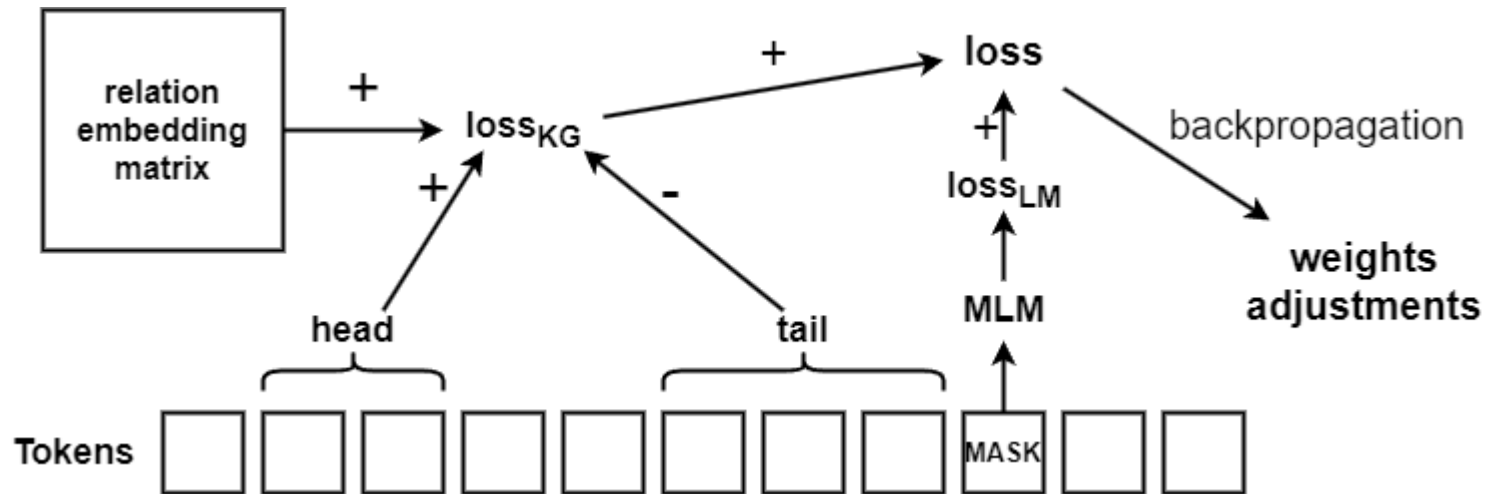 relation
embedding
matrix
+
+
-
loss_KG
+
loss
+
loss_LM
MLM
backpropagation
weights
adjustments
head
tail
Tokens
MASK